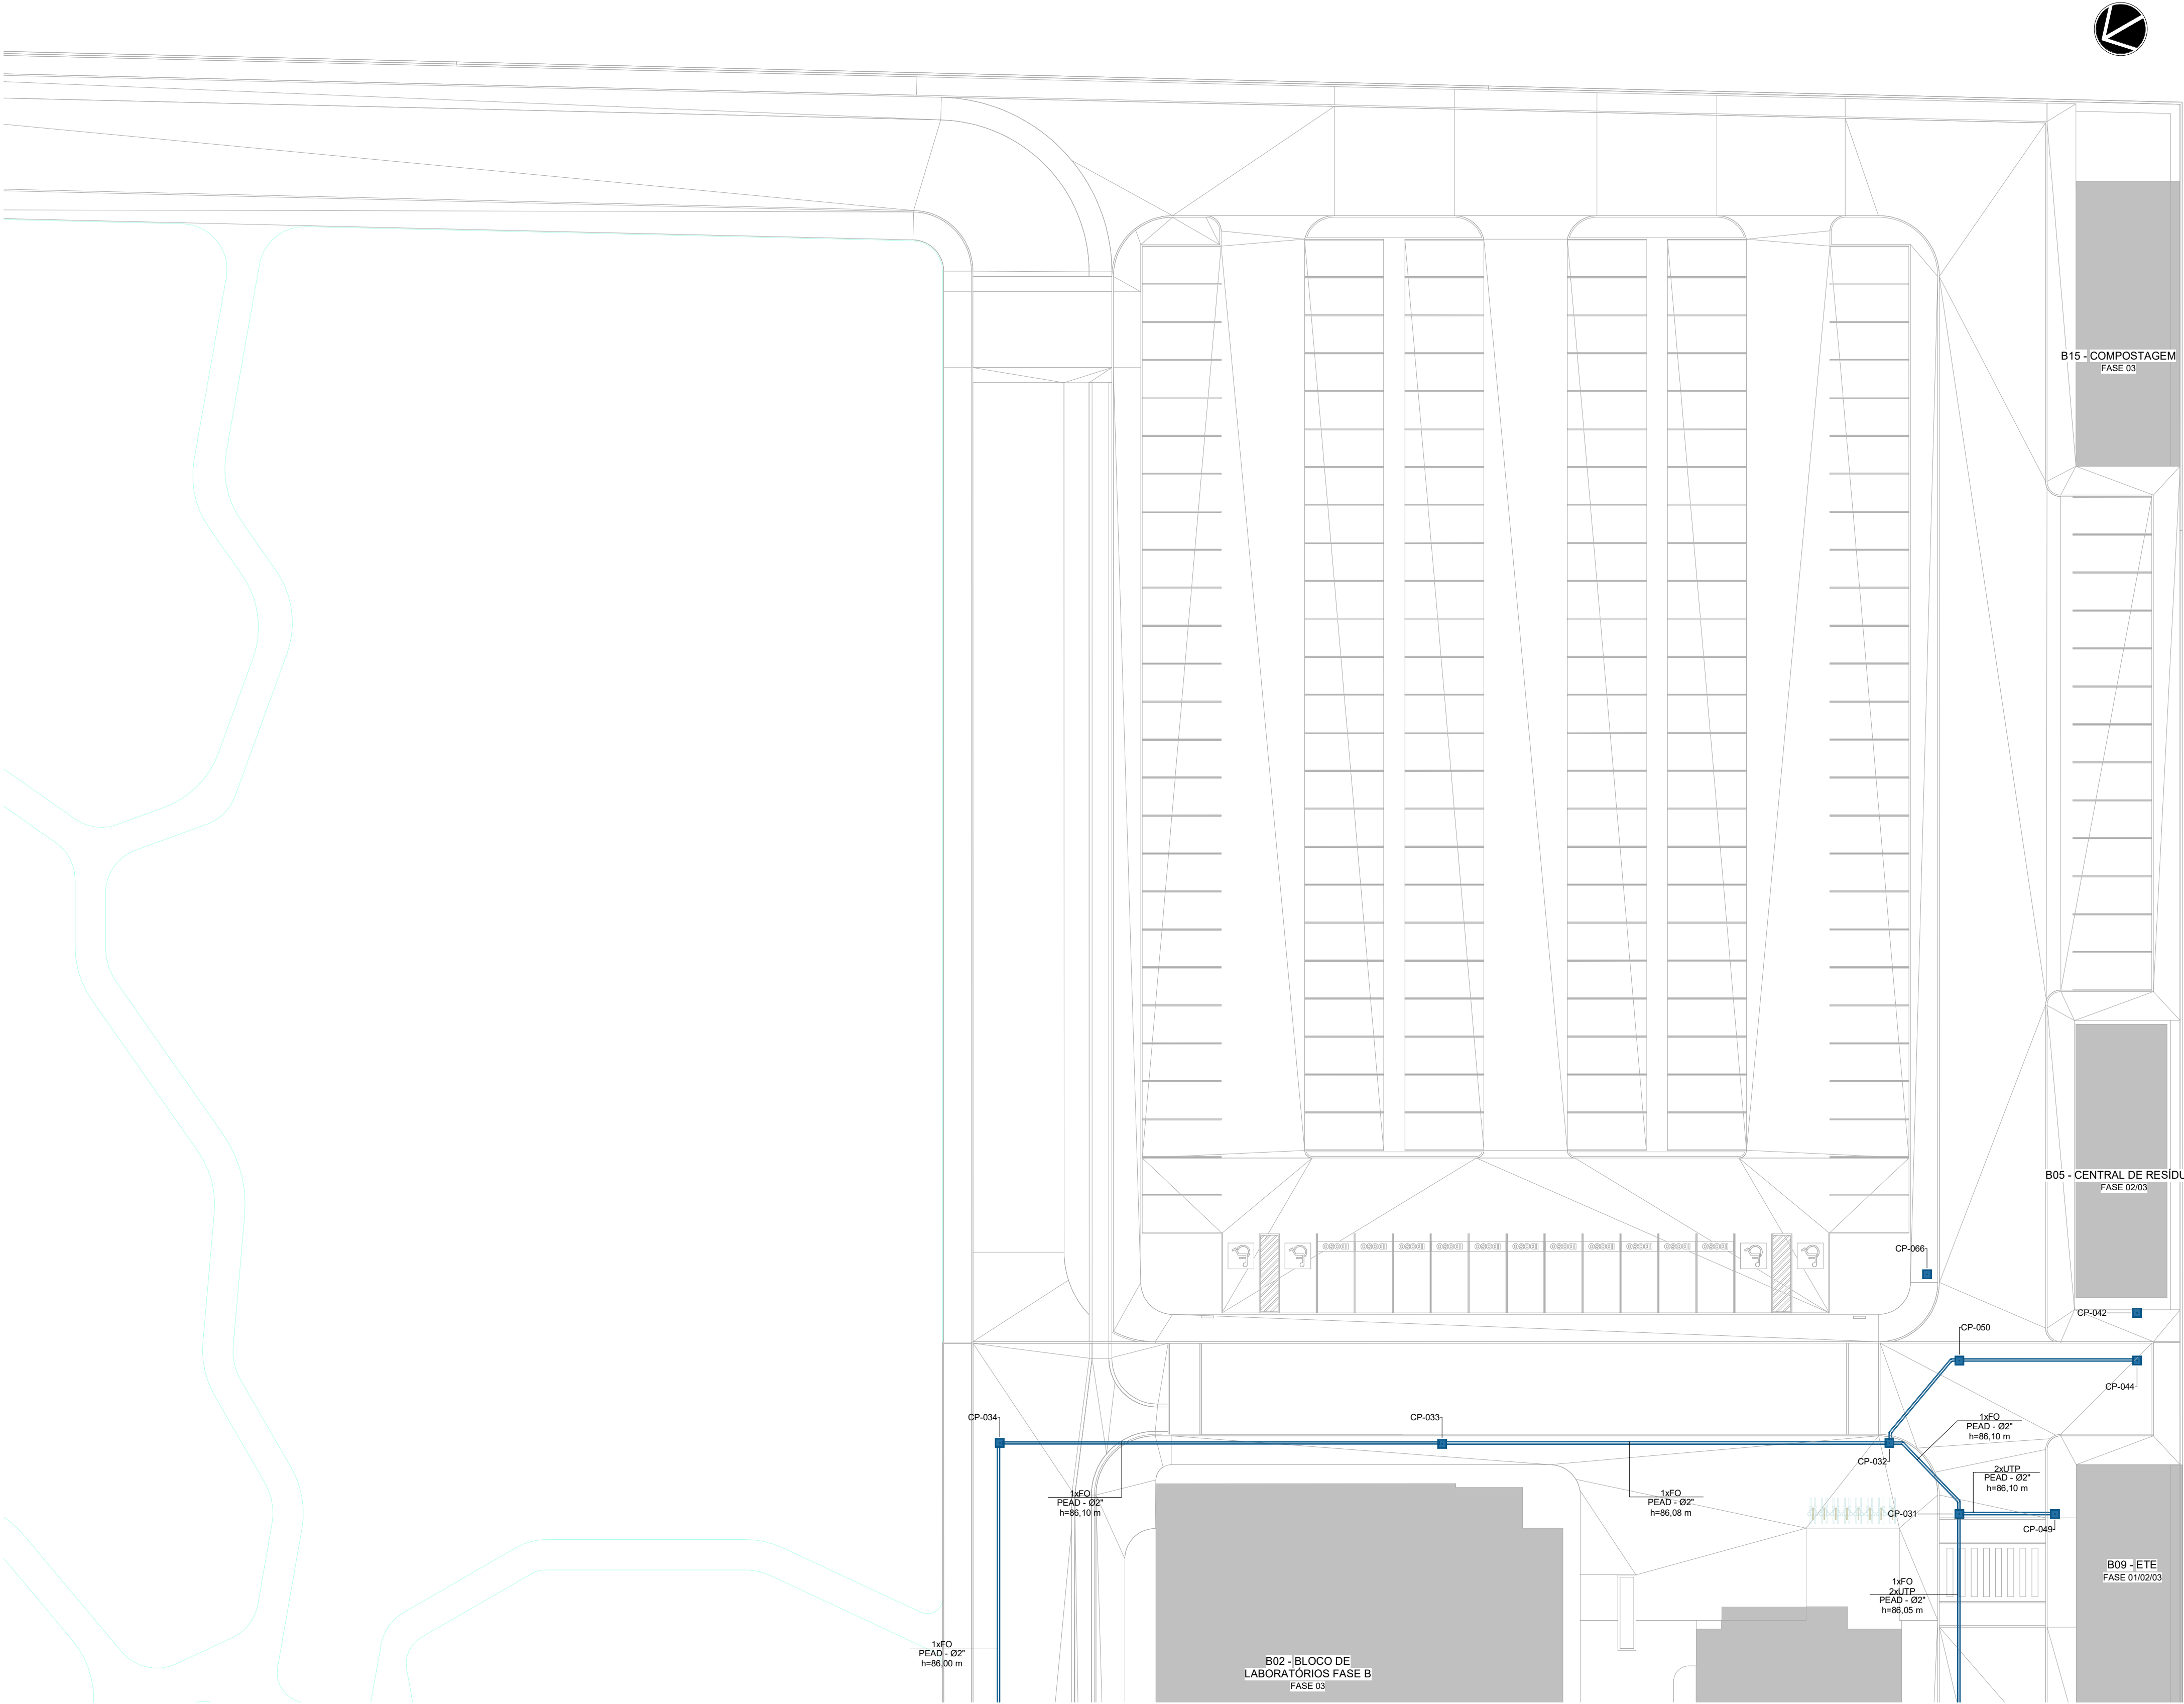 B15 - COMPOSTAGEM
FASE 03
B05 - CENTRAL DE RESÍDU
FASE 02/03
CP-066
CP-042
CP-050
CP-044
CP-034
CP-033
1xFO
PEAD - Ø2"
h=86,10 m
CP-032
2xUTP
PEAD - Ø2"
h=86,10 m
1xFO
PEAD - Ø2"
h=86,10 m
1xFO
PEAD - Ø2"
h=86,08 m
CP-031
CP-049
B09 - ETE
FASE 01/02/03
1xFO
2xUTP
PEAD - Ø2"
h=86,05 m
1xFO
PEAD - Ø2"
h=86,00 m
B02 - BLOCO DE
LABORATÓRIOS FASE B
FASE 03